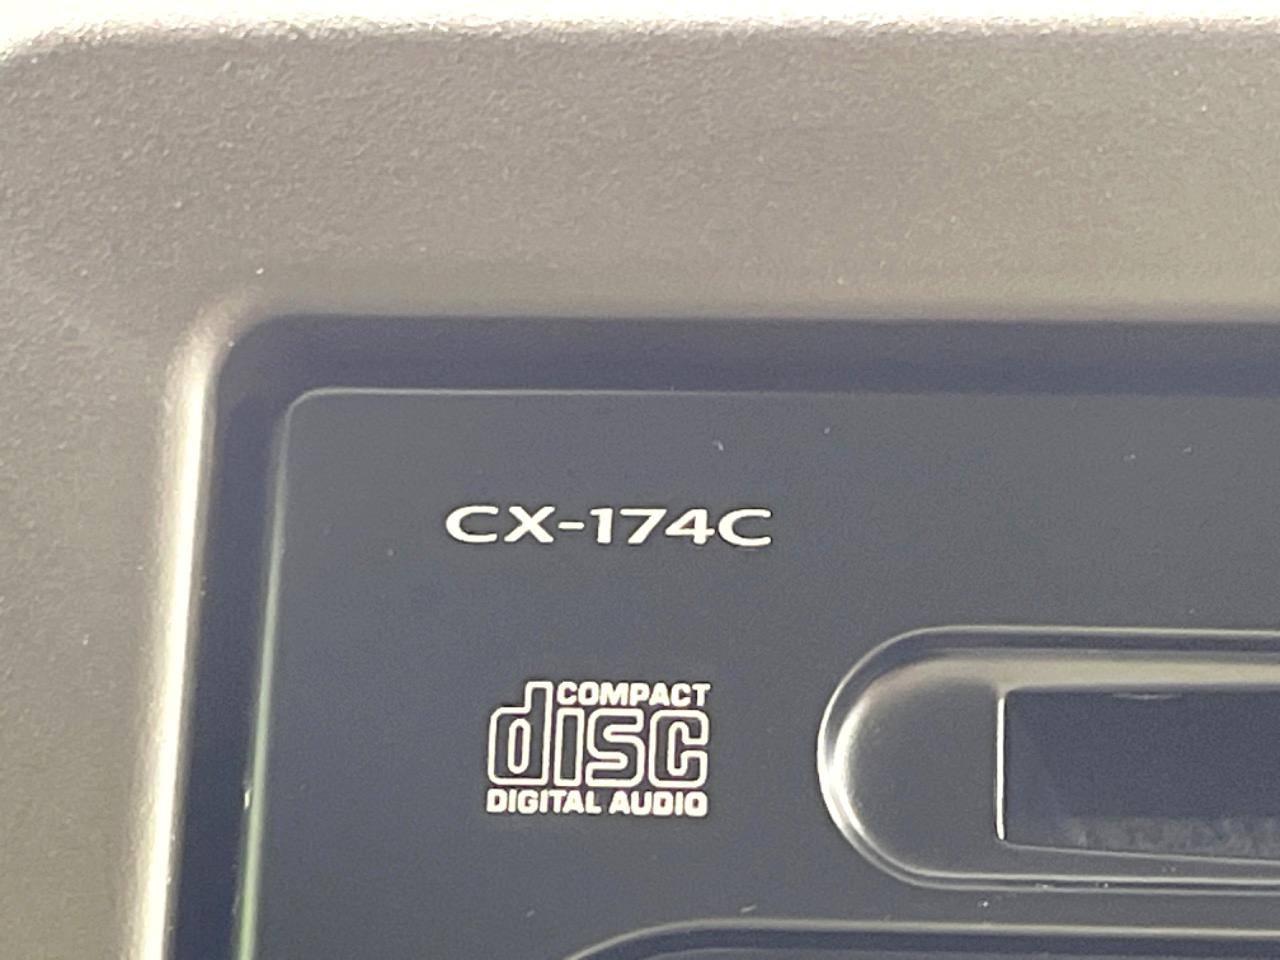 CX-174C
COMPACT
disc
DIGITAL AUDIO